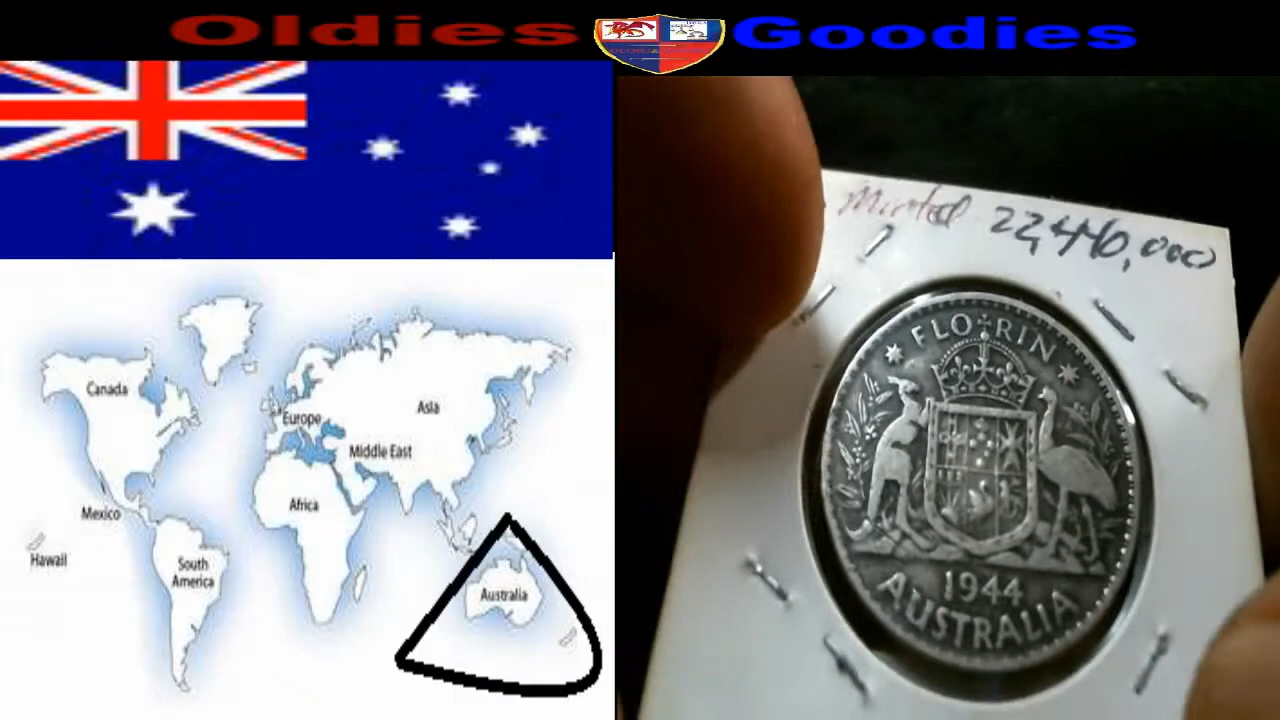 Oldies Goodies
Canada
Europe
Asia
Middle East
Mexico
Africa
Hawaii
South
America
Australia
Minted 22,440,000
FLORIN
1944
AUSTRALIA